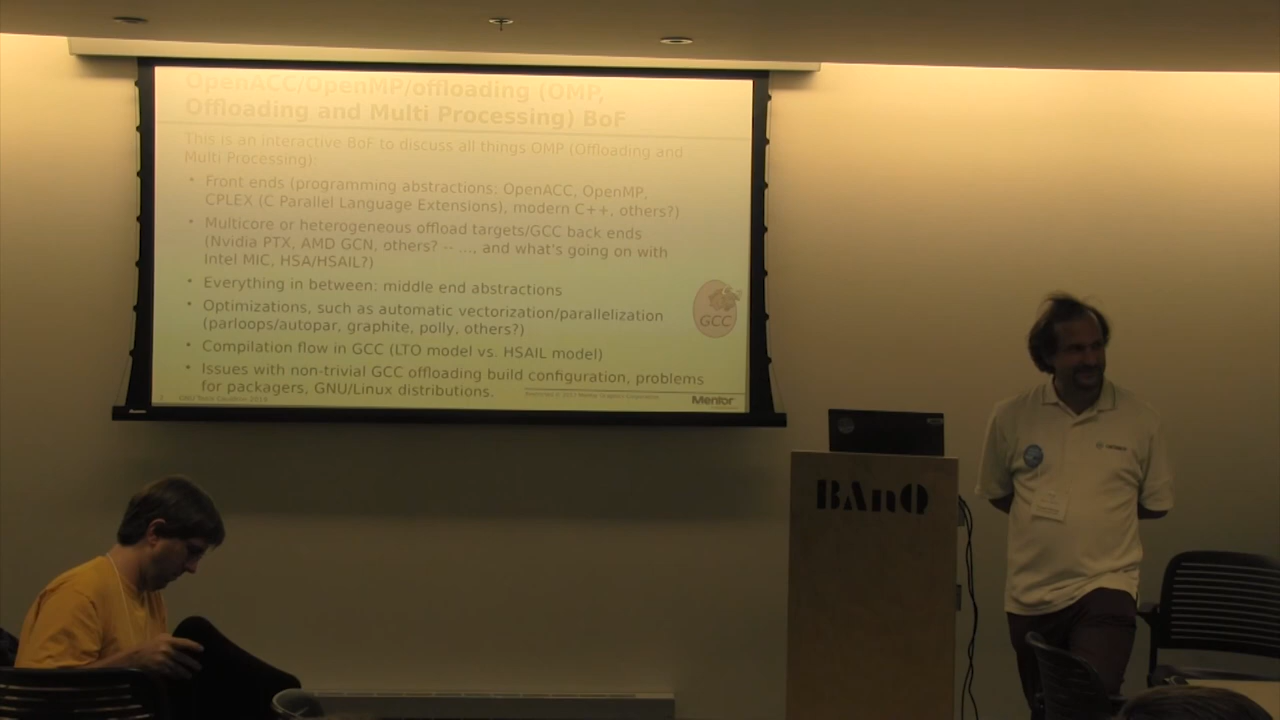 OpenACC/OpenMP/offloading (OMP,
Offloading and Multi Processing) BoF
This is an interactive BoF to discuss all things OMP (Offloading and
Multi Processing).
• Front ends (programming abstractions: OpenACC, OpenMP,
CPLEX (C Parallel Language Extensions), modern C++, others?)
• Multicore or heterogeneous offload targets/GCC back ends
(Nvidia PTX, AMD GCN, others? -- ..., and what's going on with
Intel MIC, HSA/HSAIL?)
• Everything in between: middle end abstractions
• Optimizations, such as automatic vectorization/parallelization
(parloops/autopar, graphite, polly, others?)
• Compilation flow in GCC (LTO model vs. HSAIL model)
• Issues with non-trivial GCC offloading build configuration, problems
for packagers, GNU/Linux distributions.
GCC
GNU Tools Cauldron 2019
Mentor
BAnQ